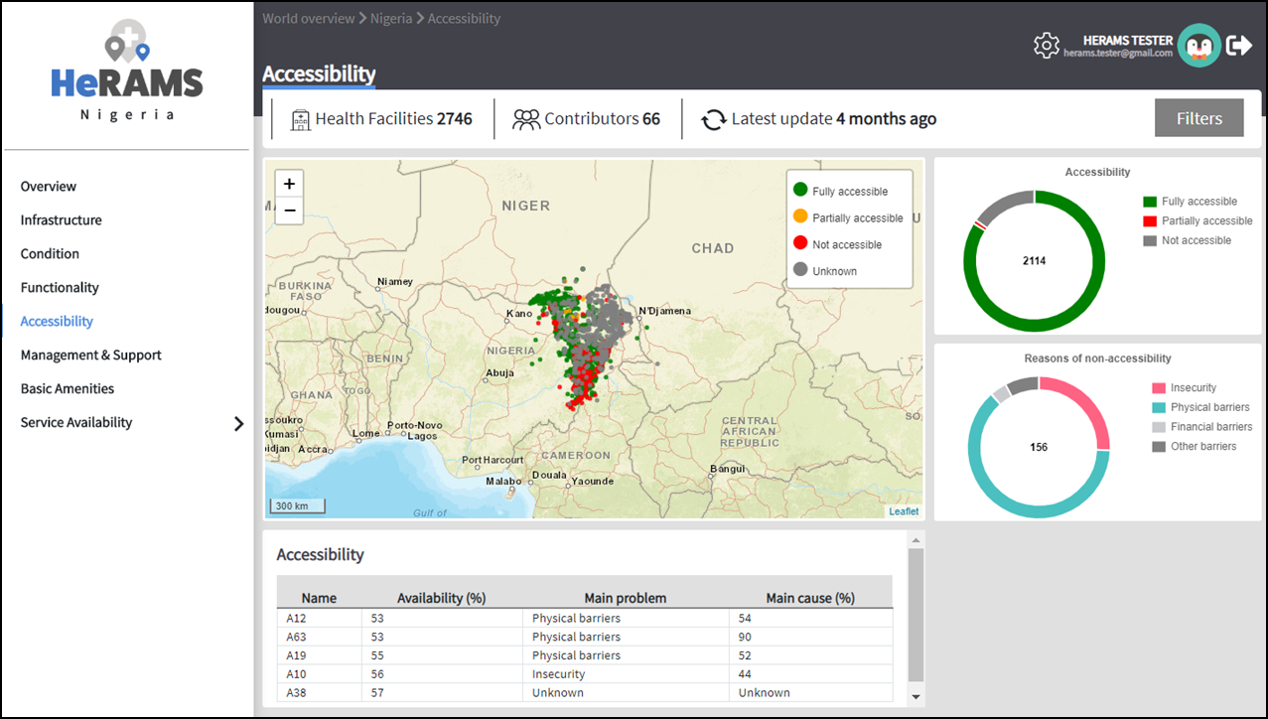 World overview > Nigeria > Accessibility
HeRAMS
Nigeria
HERAMS TESTER
herams.tester@gmail.com
Accessibility
Health Facilities 2746
Contributors 66
Latest update 4 months ago
Filters
Overview
Infrastructure
Condition
Functionality
Accessibility
Management & Support
Basic Amenities
Service Availability
+
−
Fully accessible
Partially accessible
Not accessible
Unknown
NIGER
CHAD
BURKINA
FASO
Niamey
dougou
Kano
N'Djamena
NIGERIA
BENIN
Abuja
GHANA
TOGO
ssoukro
Kumasi
idjan
Accra
Lome
Porto-Novo
Lagos
CENTRAL
AFRICAN
REPUBLIC
SO
Port Harcourt
CAMEROON
Bangui
Malabo
Douala
Yaounde
300 km
Gulf of
Leaflet
Accessibility
2114
Fully accessible
Partially accessible
Not accessible
Reasons of non-accessibility
156
Insecurity
Physical barriers
Financial barriers
Other barriers
Accessibility
Name Availability (%) Main problem Main cause (%)
A12 53 Physical barriers 54
A63 53 Physical barriers 90
A19 55 Physical barriers 52
A10 56 Insecurity 44
A38 57 Unknown Unknown